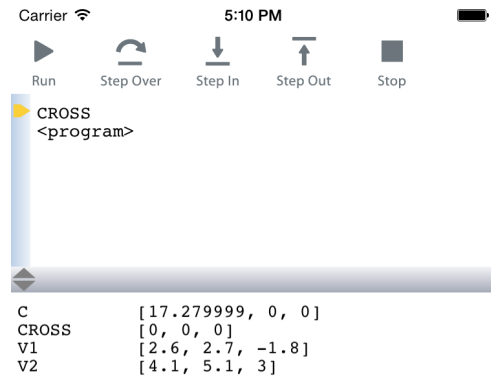 Carrier 5:10 PM
Run Step Over Step In Step Out Stop
CROSS
<program>
C [17.279999, 0, 0]
CROSS [0, 0, 0]
V1 [2.6, 2.7, -1.8]
V2 [4.1, 5.1, 3]